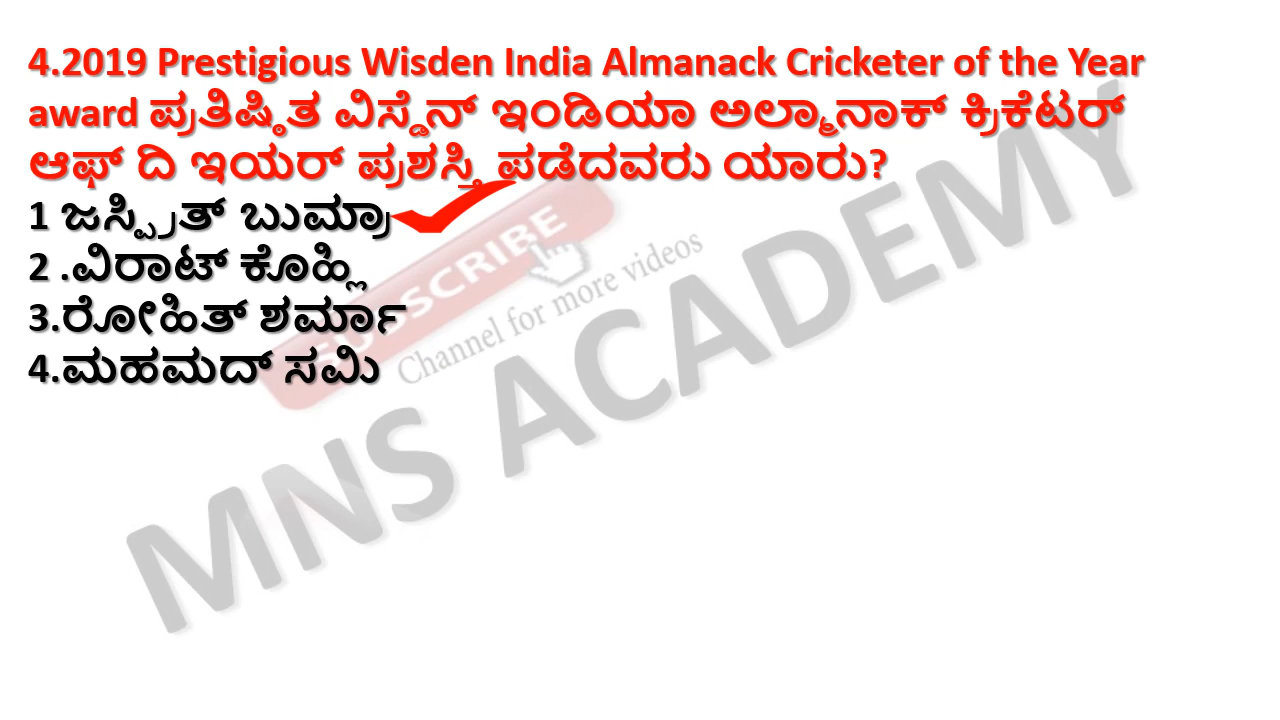 4.2019 Prestigious Wisden India Almanack Cricketer of the Year
award ಪ್ರತಿಷ್ಠಿತ ವಿಸ್ಡೆನ್ ಇಂಡಿಯಾ ಅಲ್ಮಾನಾಕ್ ಕ್ರಿಕೆಟರ್
ಆಫ್ ದಿ ಇಯರ್ ಪ್ರಶಸ್ತಿ ಪಡೆದವರು ಯಾರು?
1 ಜಸ್ಪ್ರಿತ್ ಬುಮ್ರಾ
2 .ವಿರಾಟ್ ಕೊಹ್ಲಿ
3.ರೋಹಿತ್ ಶರ್ಮಾ
4.ಮಹಮದ್ ಸಮಿ
SUBSCRIBE
Channel for more videos
MNS ACADEMY